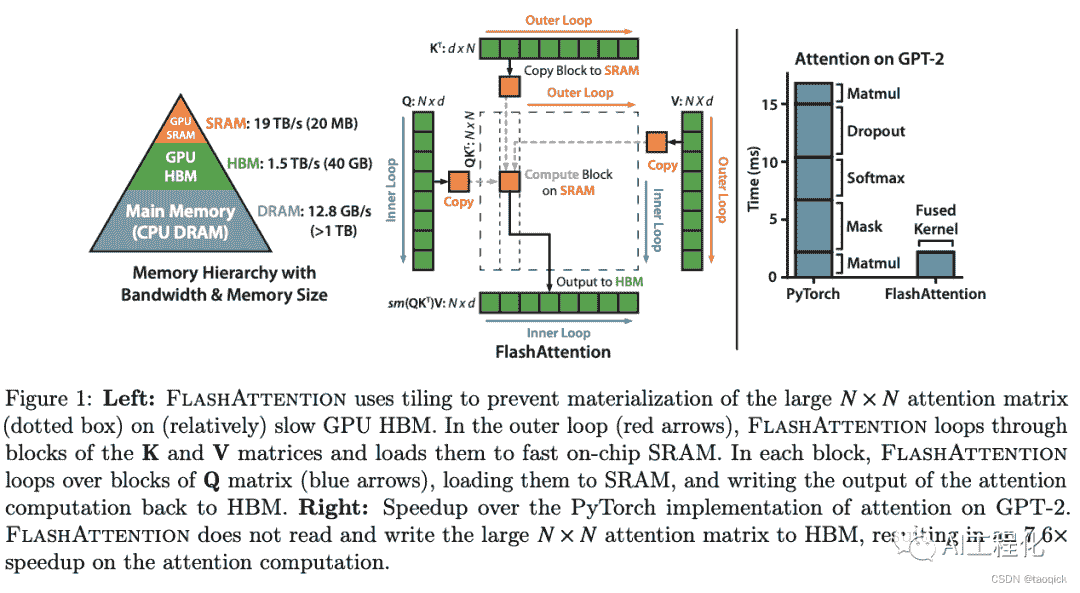 GPU
SRAM
SRAM: 19 TB/s (20 MB)
GPU
HBM
HBM: 1.5 TB/s (40 GB)
Main Memory
(CPU DRAM)
DRAM: 12.8 GB/s
(>1 TB)
Memory Hierarchy with
Bandwidth & Memory Size
Outer Loop
Kᵀ: d x N
Copy Block to SRAM
Outer Loop
Q: N x d
V: N X d
QKᵀ: N x N
Copy
Compute Block
on SRAM
Copy
Inner Loop
Inner Loop
Outer Loop
Output to HBM
sm(QKᵀ)V: N x d
Inner Loop
FlashAttention
Attention on GPT-2
Time (ms)
15
10
5
0
Matmul
Dropout
Softmax
Mask
Matmul
Fused
Kernel
PyTorch
FlashAttention
Figure 1: Left: FLASHATTENTION uses tiling to prevent materialization of the large N × N attention matrix
(dotted box) on (relatively) slow GPU HBM. In the outer loop (red arrows), FLASHATTENTION loops through
blocks of the K and V matrices and loads them to fast on-chip SRAM. In each block, FLASHATTENTION
loops over blocks of Q matrix (blue arrows), loading them to SRAM, and writing the output of the attention
computation back to HBM. Right: Speedup over the PyTorch implementation of attention on GPT-2.
FLASHATTENTION does not read and write the large N × N attention matrix to HBM, resulting in an 7.6×
speedup on the attention computation.
AI工程化
CSDN @taoqick